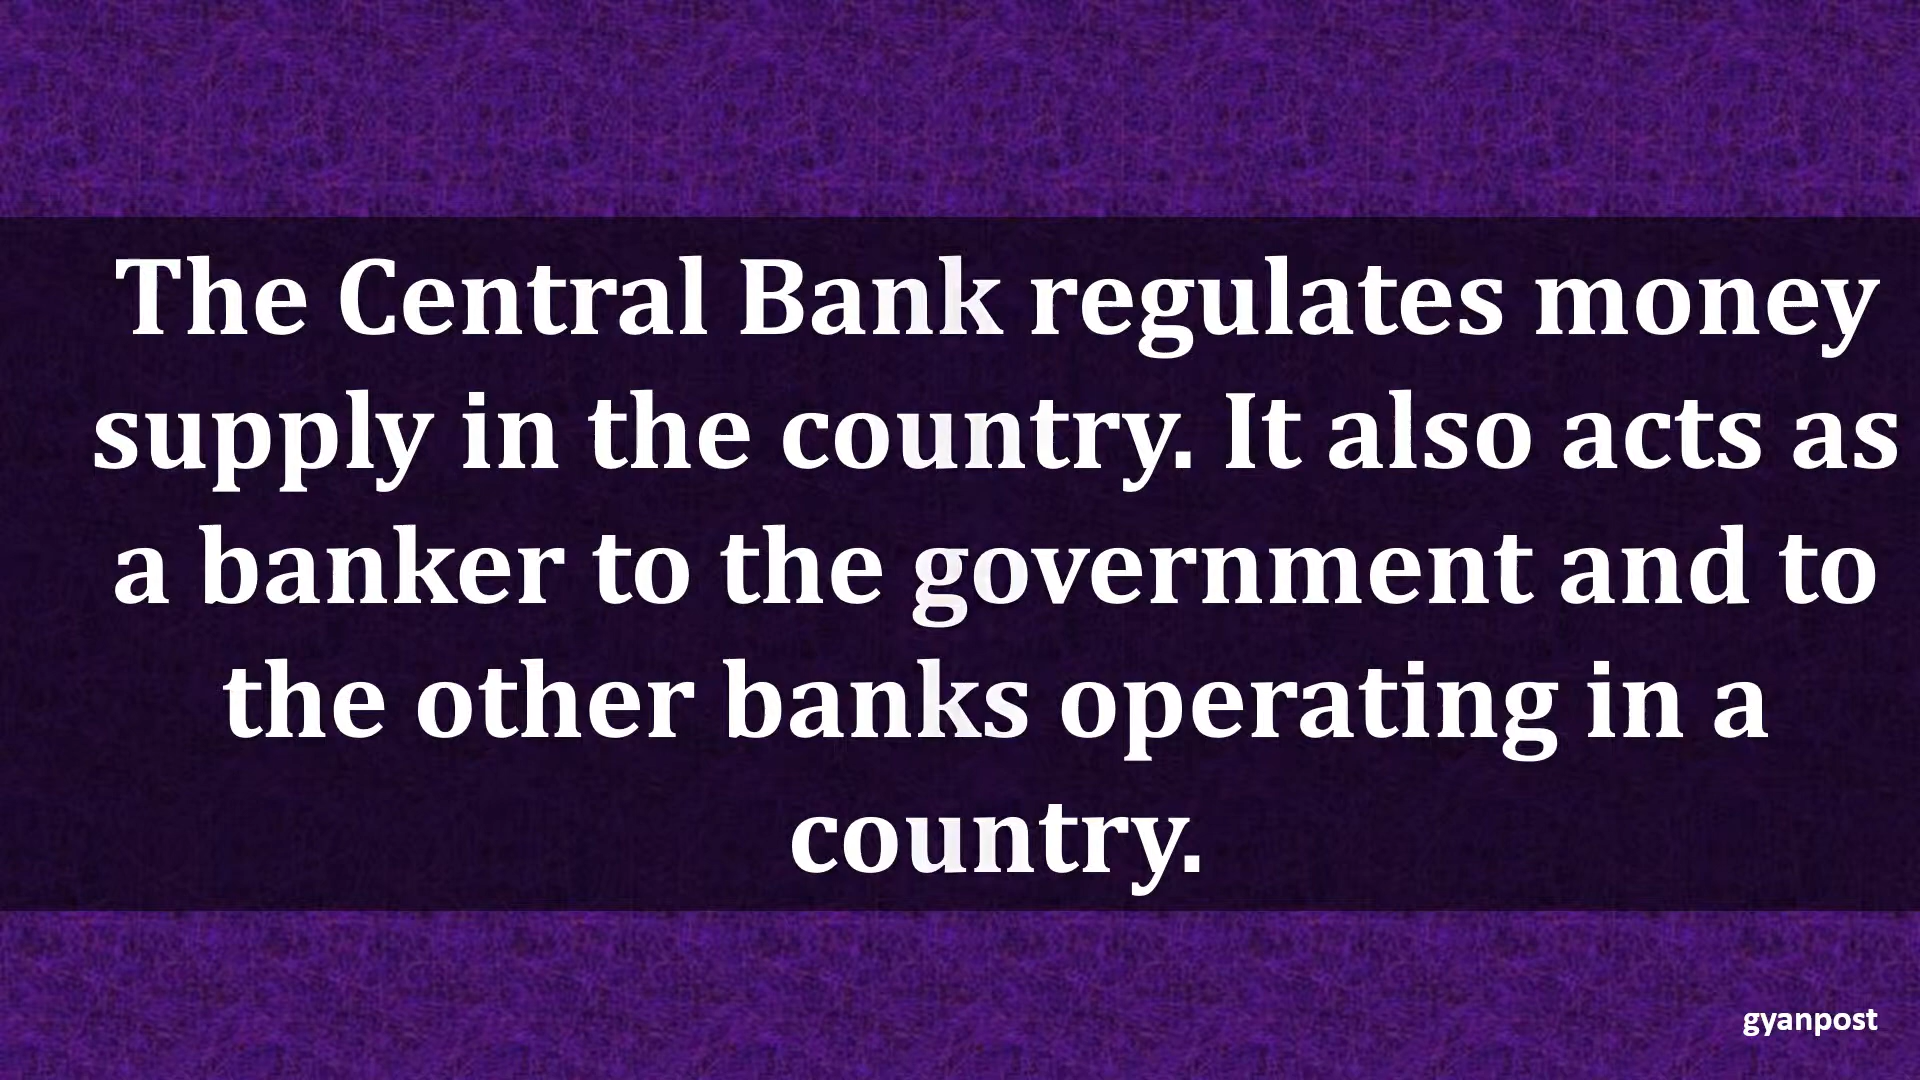 The Central Bank regulates money
supply in the country. It also acts as
a banker to the government and to
the other banks operating in a
country.
gyanpost